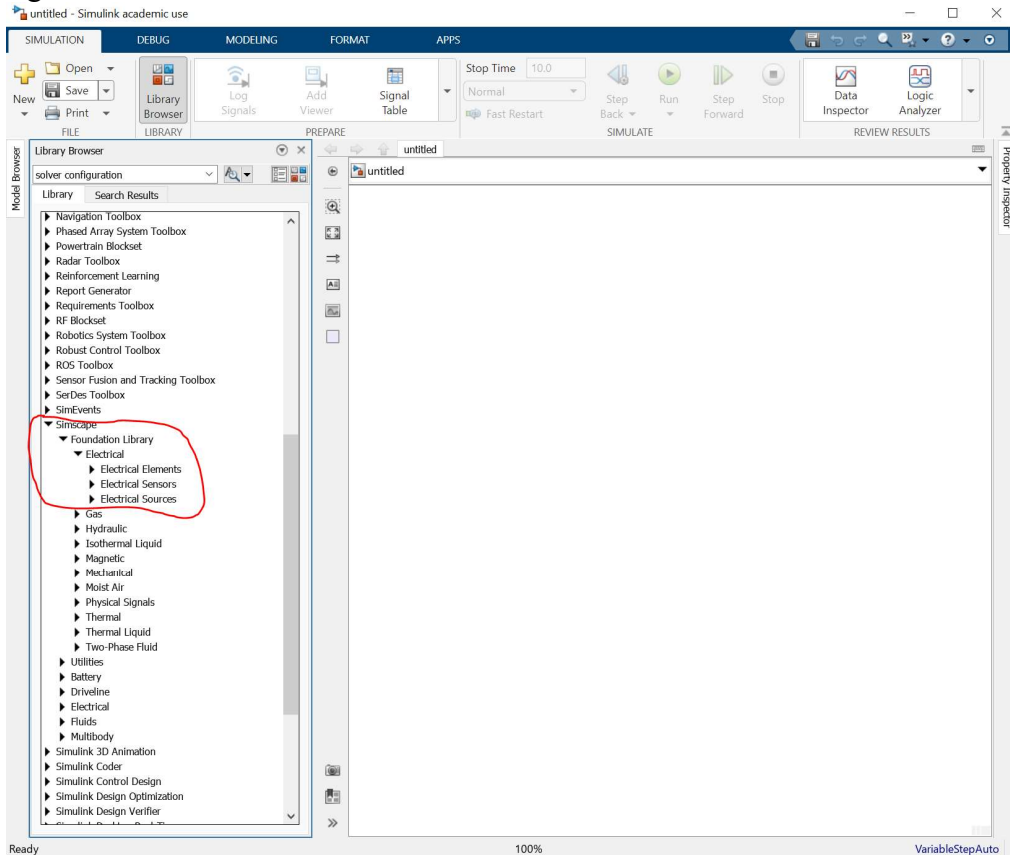 untitled - Simulink academic use
SIMULATION DEBUG MODELING FORMAT APPS
New
Open
Save
Print
FILE
Library Browser
LIBRARY
Log Signals
Add Viewer
Signal Table
PREPARE
Stop Time 10.0
Normal
Fast Restart
Step Back
Run
Step Forward
Stop
SIMULATE
Data Inspector
Logic Analyzer
REVIEW RESULTS
Model Browser
Library Browser
solver configuration
Library Search Results
Navigation Toolbox
Phased Array System Toolbox
Powertrain Blockset
Radar Toolbox
Reinforcement Learning
Report Generator
Requirements Toolbox
RF Blockset
Robotics System Toolbox
Robust Control Toolbox
ROS Toolbox
Sensor Fusion and Tracking Toolbox
SerDes Toolbox
SimEvents
Simscape
Foundation Library
Electrical
Electrical Elements
Electrical Sensors
Electrical Sources
Gas
Hydraulic
Isothermal Liquid
Magnetic
Mechanical
Moist Air
Physical Signals
Thermal
Thermal Liquid
Two-Phase Fluid
Utilities
Battery
Driveline
Electrical
Fluids
Multibody
Simulink 3D Animation
Simulink Coder
Simulink Control Design
Simulink Design Optimization
Simulink Design Verifier
untitled
untitled
Property Inspector
Ready 100% VariableStepAuto